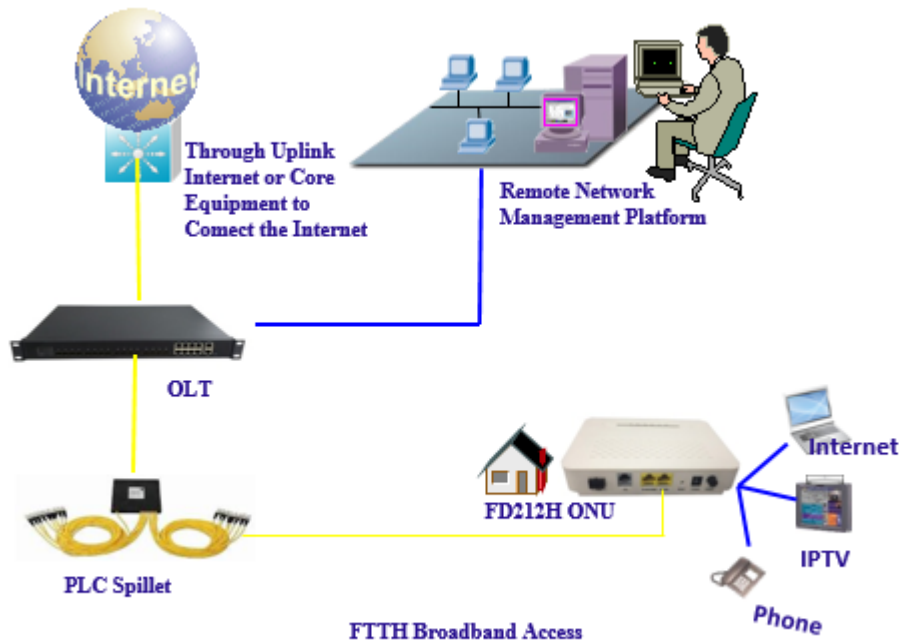 Internet
Through Uplink
Internet or Core
Equipment to
Comect the Internet
Remote Network
Management Platform
OLT
Internet
FD212H ONU
IPTV
PLC Spillet
Phone
FTTH Broadband Access